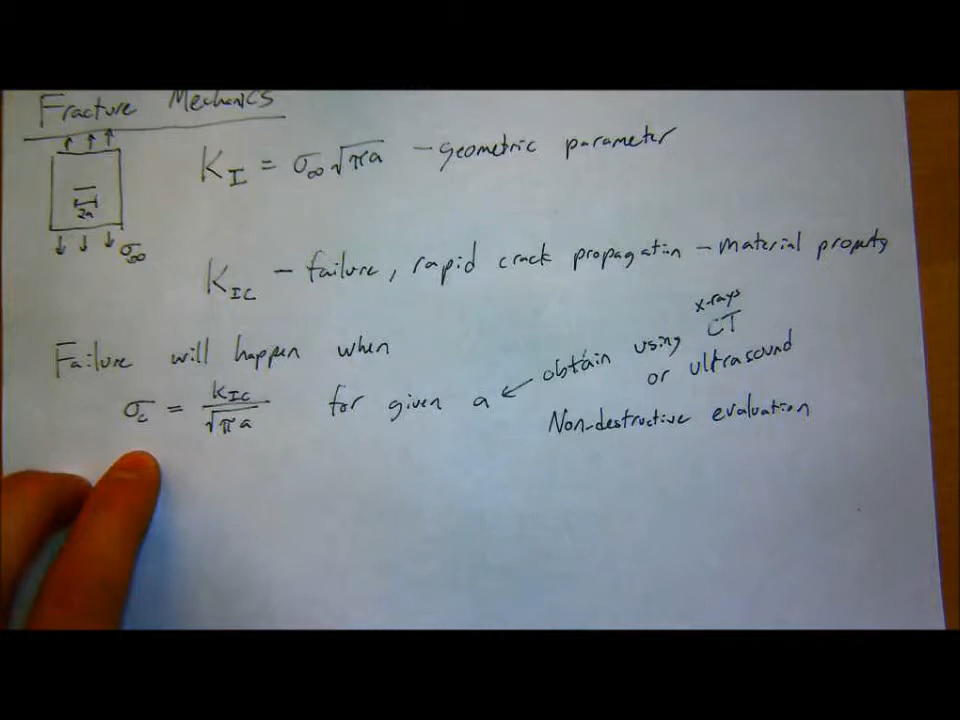 Fracture Mechanics
2a
σ∞
K_I = σ∞ √πa - geometric parameter
K_IC - failure, rapid crack propagation - Material property
Failure will happen when
σc = K_IC / √πa for given a ← obtain using CT
x-rays
or ultrasound
Non-destructive evaluation